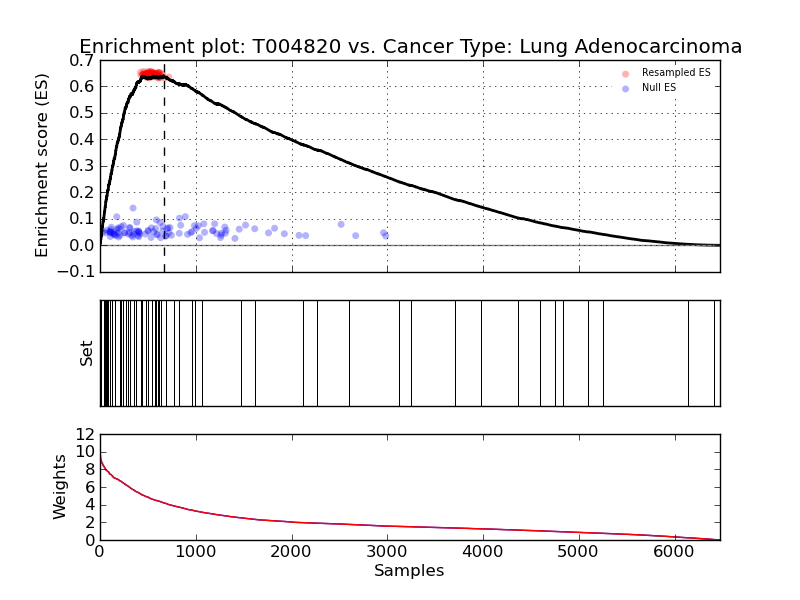 Enrichment plot: T004820 vs. Cancer Type: Lung Adenocarcinoma
0.7
0.6
0.5
0.4
0.3
0.2
0.1
0.0
−0.1
Enrichment score (ES)
Resampled ES
Null ES
Set
12
10
8
6
4
2
0
Weights
0 1000 2000 3000 4000 5000 6000
Samples